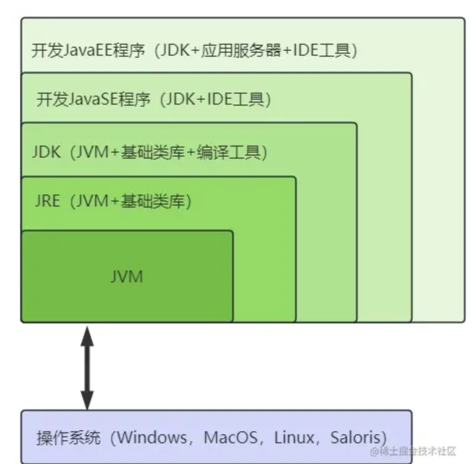 开发JavaEE程序（JDK+应用服务器+IDE工具）
开发JavaSE程序（JDK+IDE工具）
JDK（JVM+基础类库+编译工具）
JRE（JVM+基础类库）
JVM
操作系统（Windows，MacOS，Linux，Saloris）
@稀土掘金技术社区